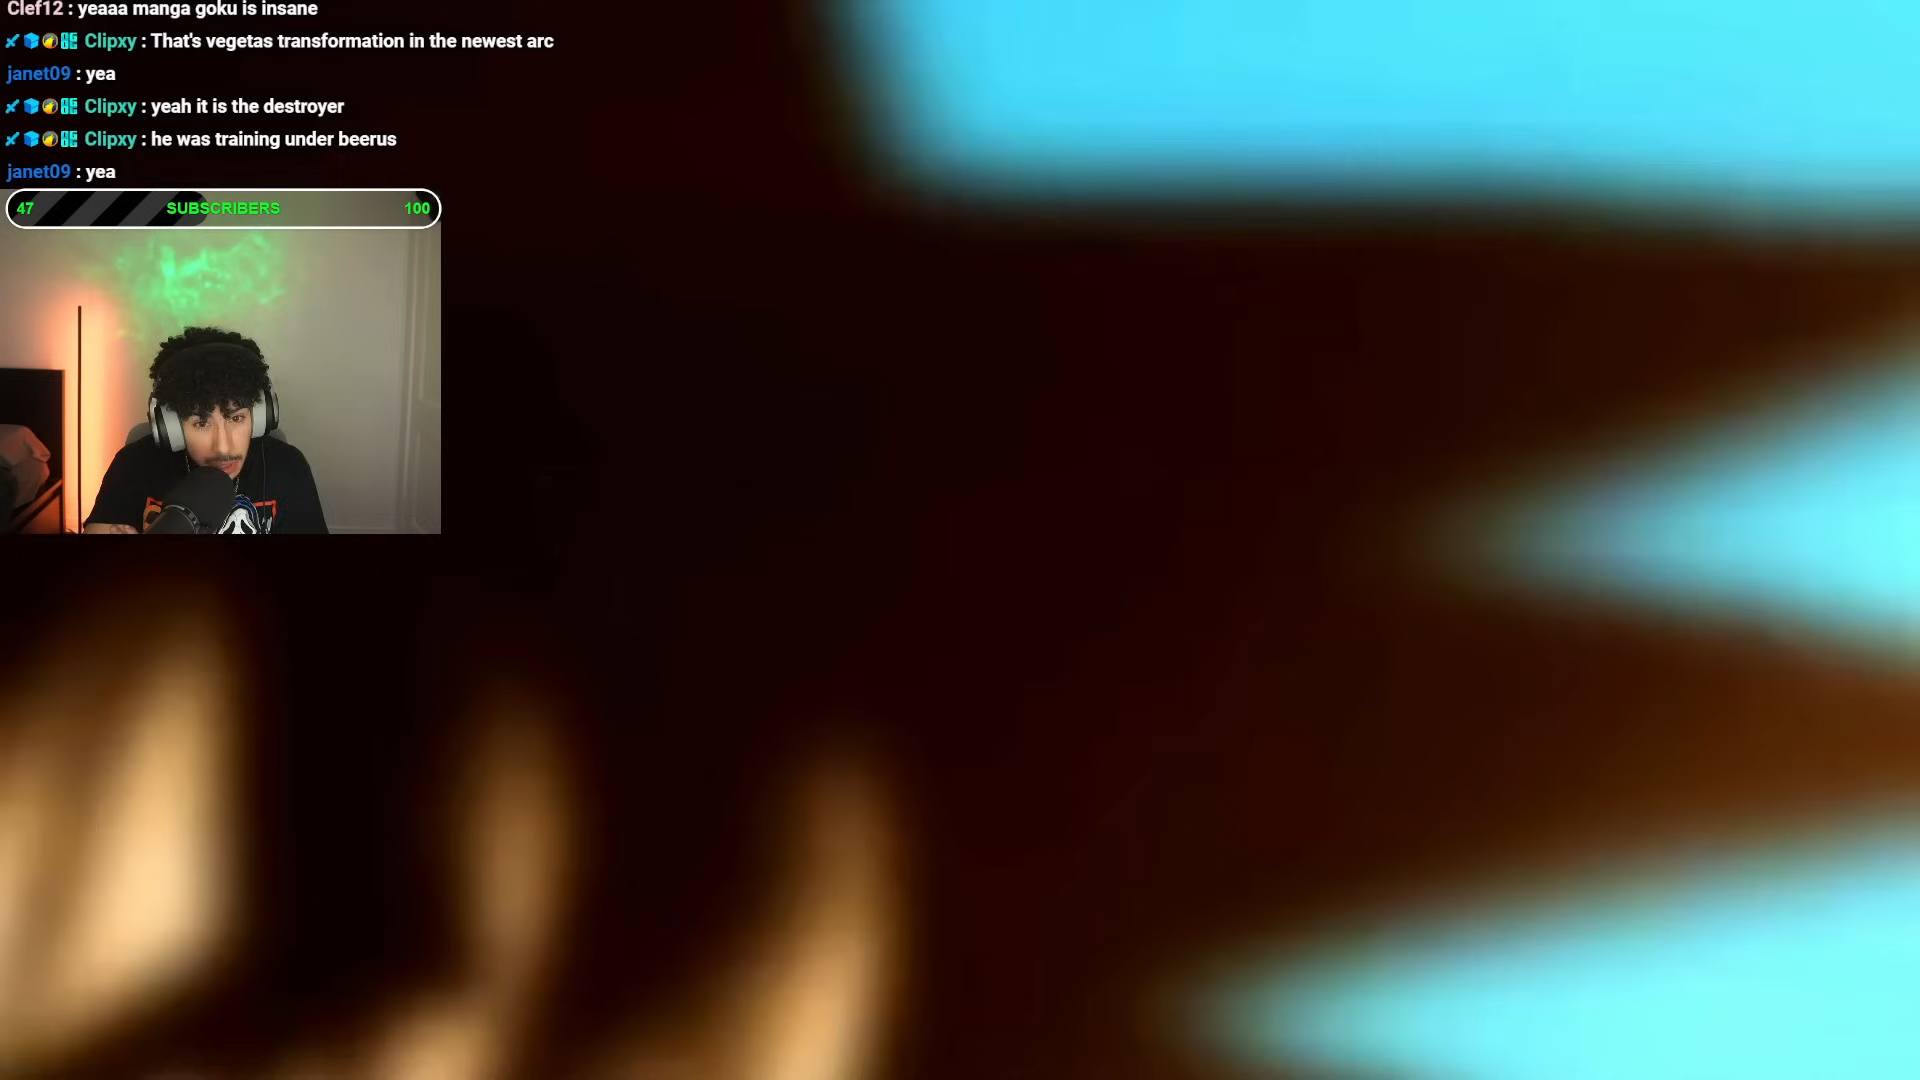 Clef12 : yeaaa manga goku is insane
Clipxy : That's vegetas transformation in the newest arc
janet09 : yea
Clipxy : yeah it is the destroyer
Clipxy : he was training under beerus
janet09 : yea
47 SUBSCRIBERS 100